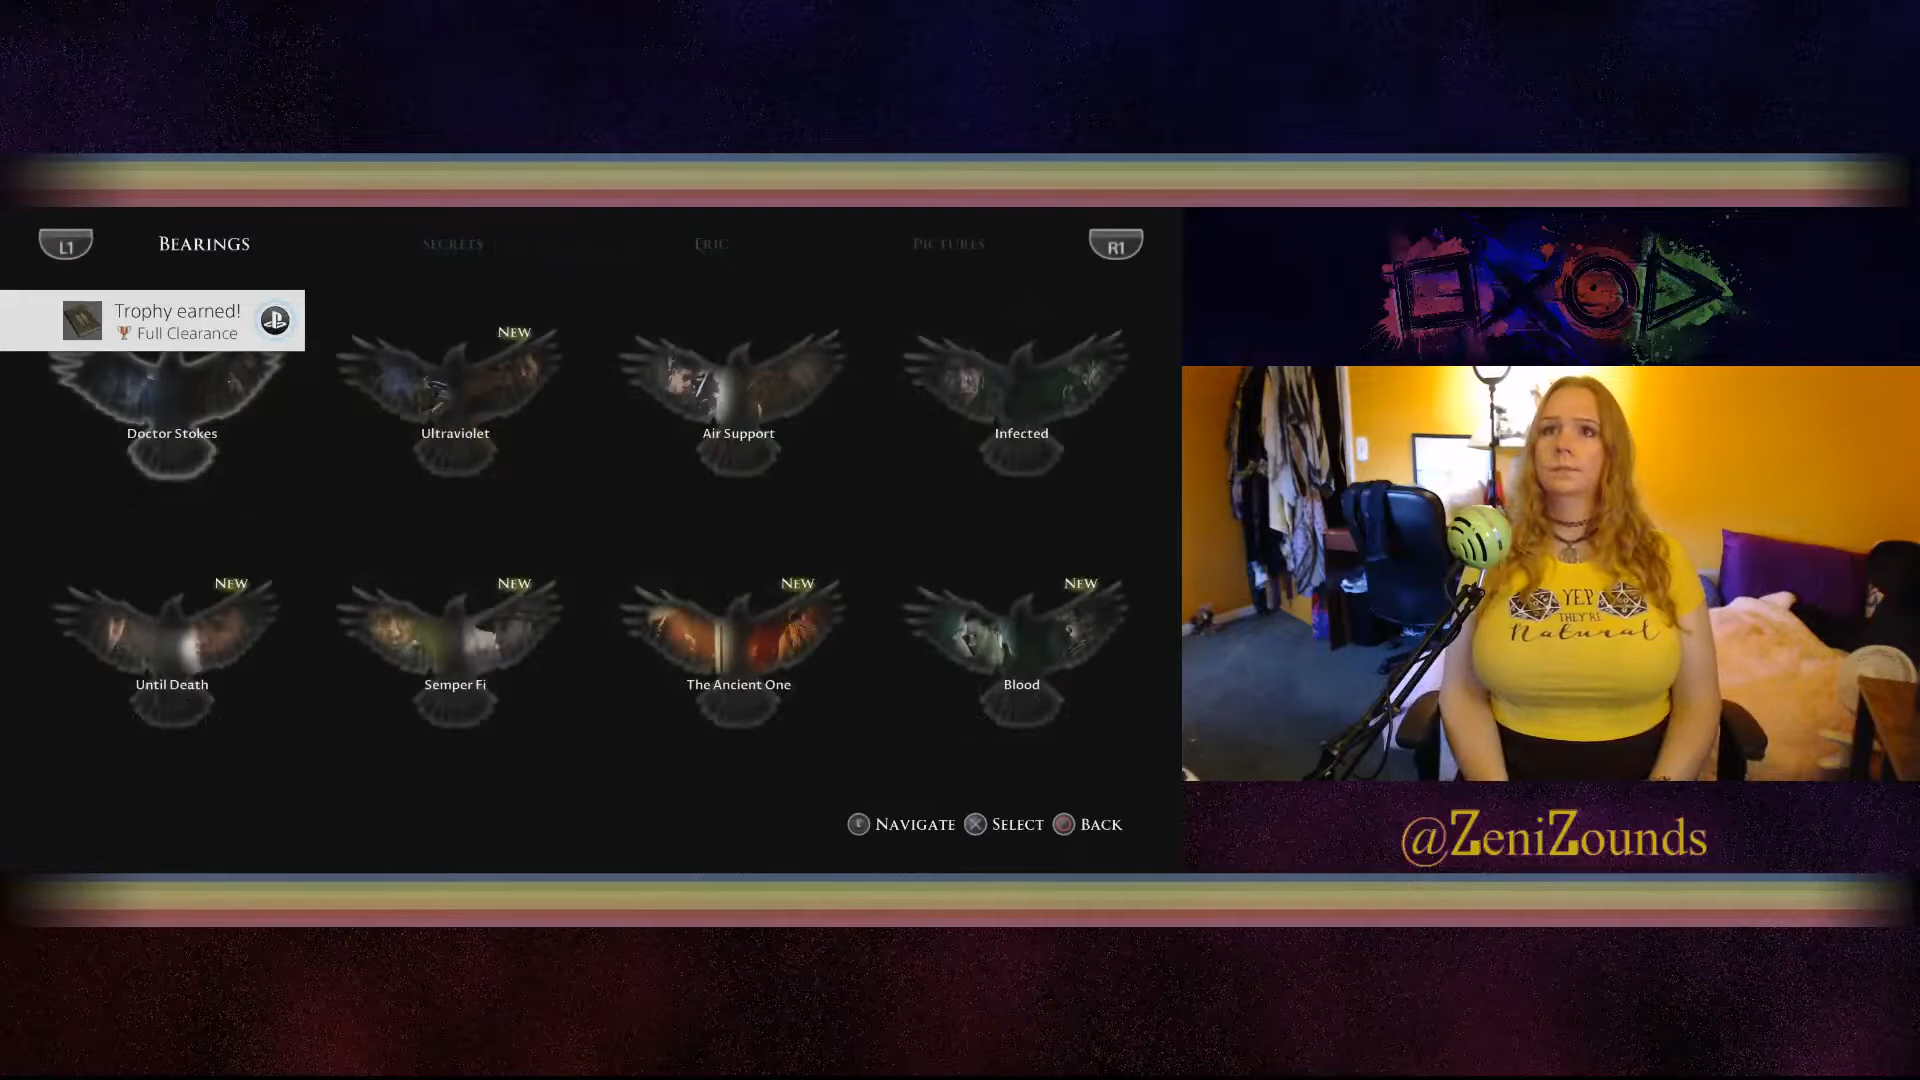 L1
BEARINGS
SECRETS
ERIC
PICTURES
R1
Trophy earned!
Full Clearance
NEW
Doctor Stokes
Ultraviolet
Air Support
Infected
NEW
NEW
NEW
NEW
Until Death
Semper Fi
The Ancient One
Blood
NAVIGATE
SELECT
BACK
YEP
THEY'RE
Natural
@ZeniZounds